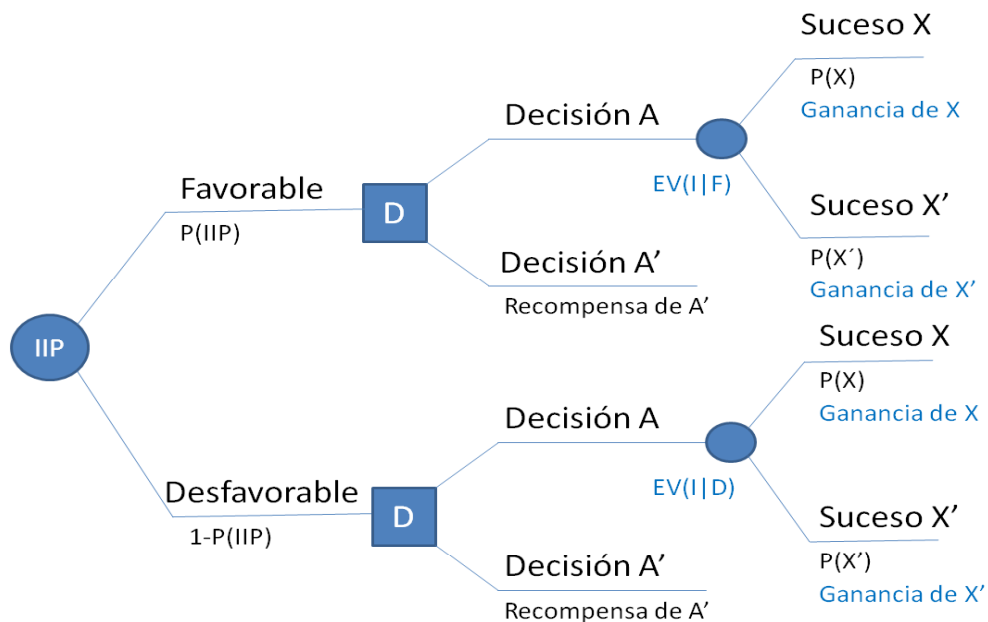 Suceso X
P(X)
Ganancia de X
Decisión A
EV(I|F)
Favorable
P(IIP)
D
Suceso X’
P(X´)
Ganancia de X’
Decisión A’
Recompensa de A’
IIP
Suceso X
P(X)
Ganancia de X
Decisión A
EV(I|D)
Desfavorable
1-P(IIP)
D
Suceso X’
P(X’)
Ganancia de X’
Decisión A’
Recompensa de A’